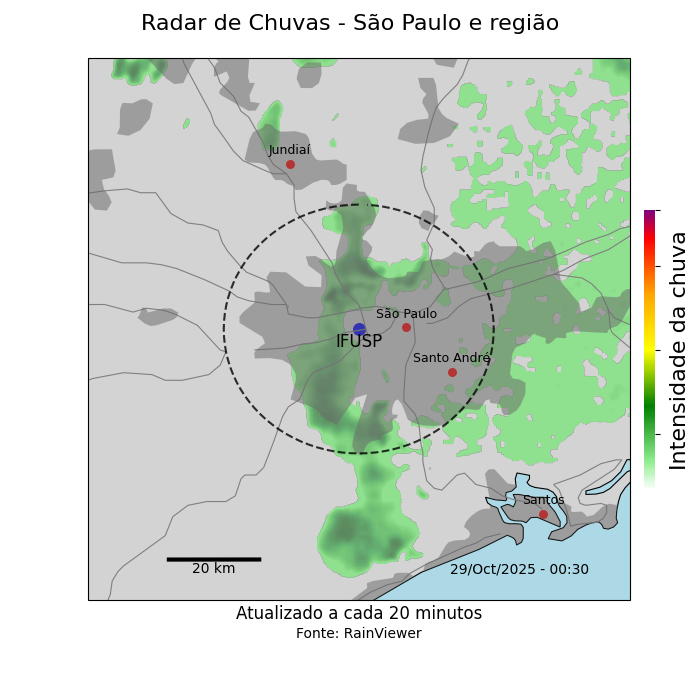 Radar de Chuvas - São Paulo e região
Jundiaí
São Paulo
IFUSP
Santo André
Santos
20 km
29/Oct/2025 - 00:30
Intensidade da chuva
Atualizado a cada 20 minutos
Fonte: RainViewer